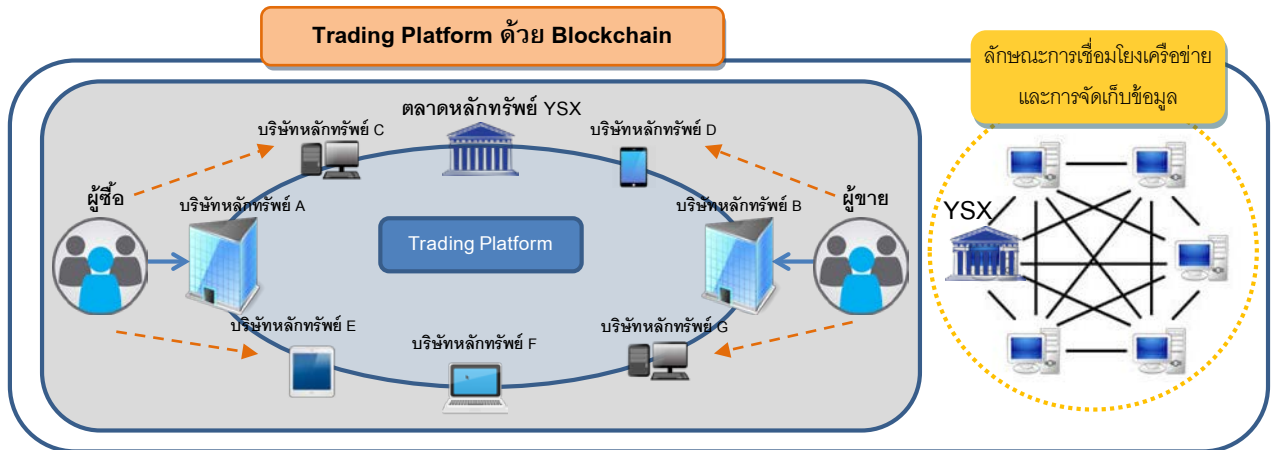 Trading Platform ด้วย Blockchain
ลักษณะการเชื่อมโยงเครือข่าย
และการจัดเก็บข้อมูล
ตลาดหลักทรัพย์ YSX
บริษัทหลักทรัพย์ C
บริษัทหลักทรัพย์ D
ผู้ซื้อ
บริษัทหลักทรัพย์ A
บริษัทหลักทรัพย์ B
ผู้ขาย
YSX
Trading Platform
บริษัทหลักทรัพย์ E
บริษัทหลักทรัพย์ F
บริษัทหลักทรัพย์ G